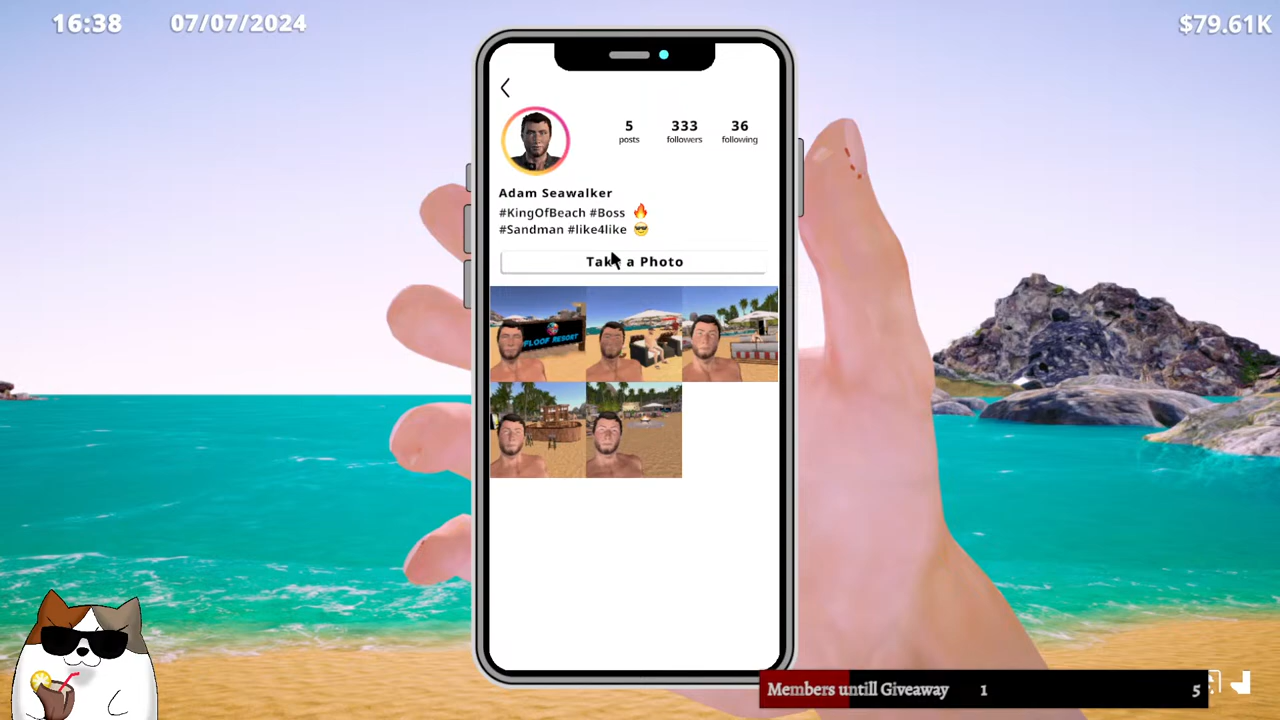 16:38 07/07/2024 $79.61K
5 333 36
posts followers following
Adam Seawalker
#KingOfBeach #Boss 🔥
#Sandman #like4like 😎
Take a Photo
FLOOF RESORT
Members untill Giveaway 1 5